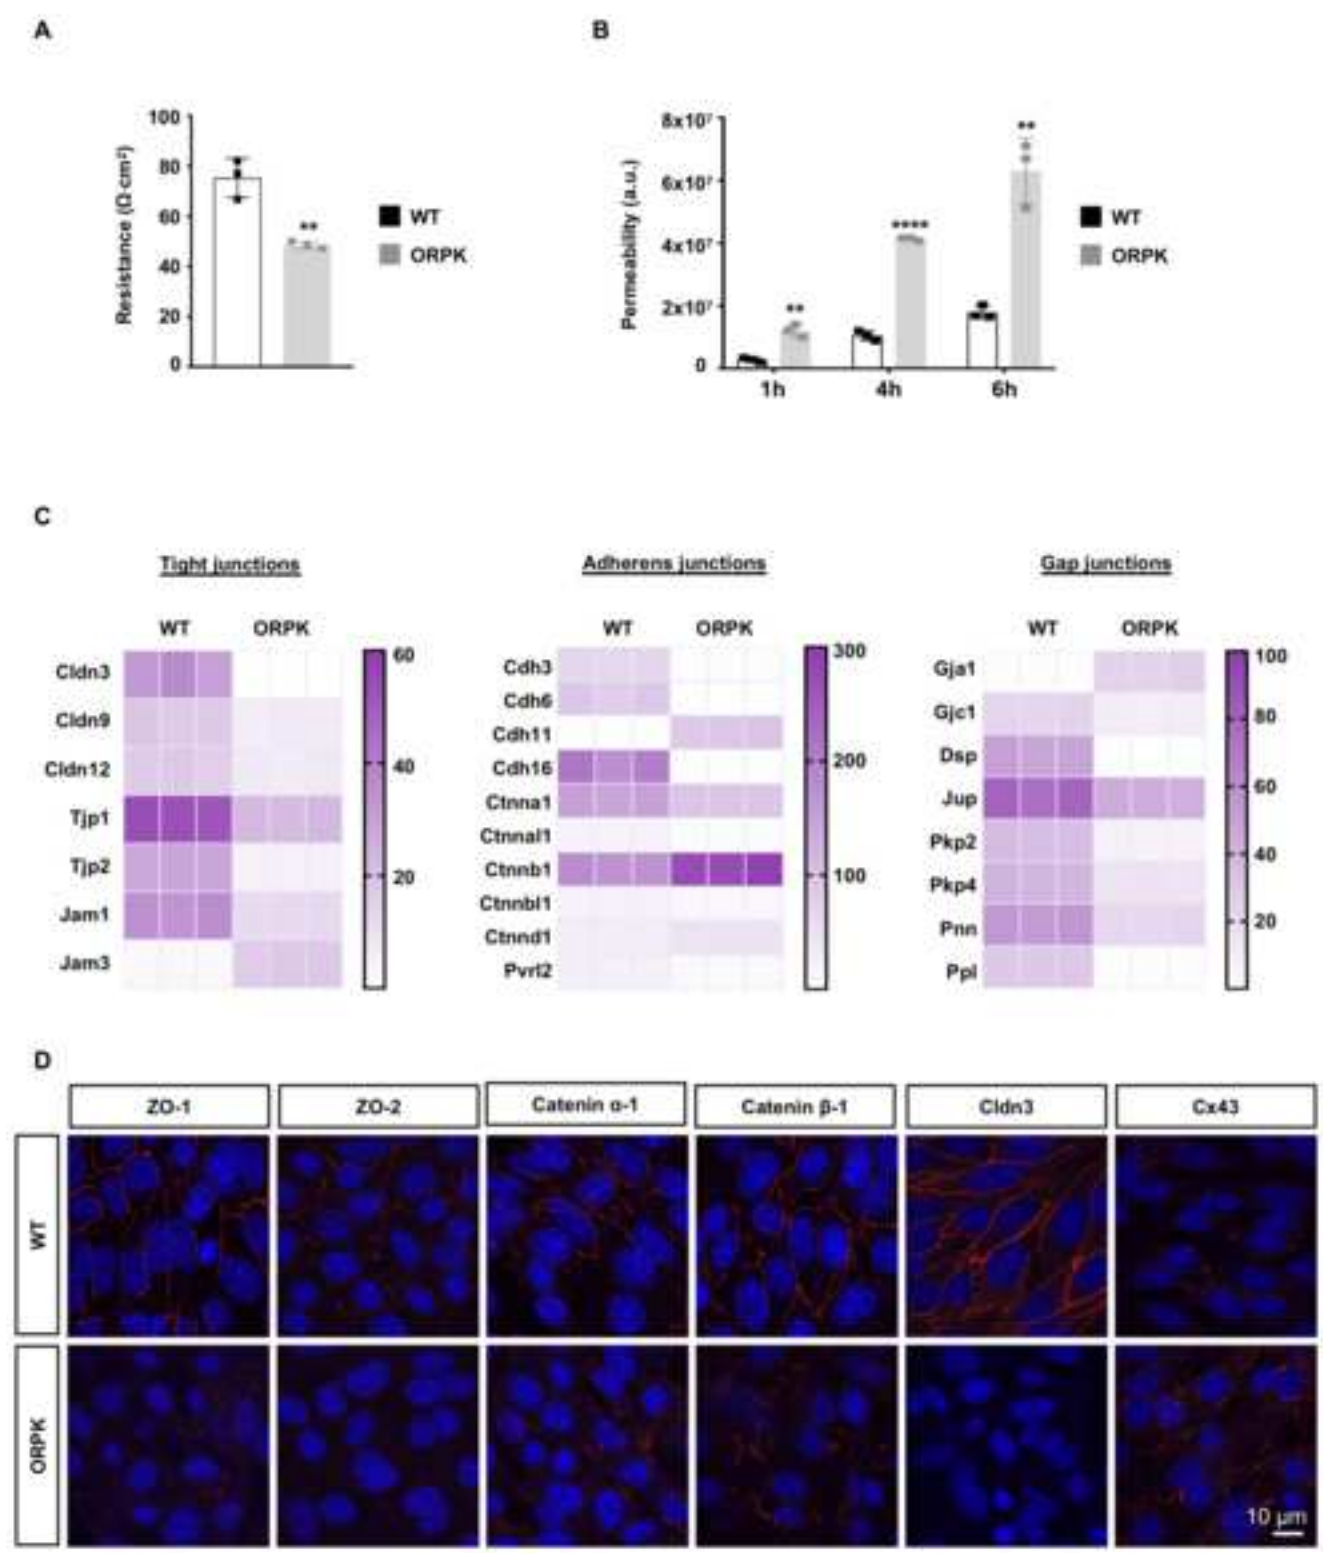 A
B
100
80
60
40
20
0
Resistance (Ω·cm²)
**
WT
ORPK
8x10⁷
6x10⁷
4x10⁷
2x10⁷
0
Permeability (a.u.)
**
****
**
1h
4h
6h
WT
ORPK
C
Tight junctions
WT
ORPK
Cldn3
Cldn9
Cldn12
Tjp1
Tjp2
Jam1
Jam3
60
40
20
Adherens junctions
WT
ORPK
Cdh3
Cdh6
Cdh11
Cdh16
Ctnna1
Ctnnal1
Ctnnb1
Ctnnbl1
Ctnnd1
Pvrl2
300
200
100
Gap junctions
WT
ORPK
Gja1
Gjc1
Dsp
Jup
Pkp2
Pkp4
Pnn
Ppl
100
80
60
40
20
D
ZO-1
ZO-2
Catenin α-1
Catenin β-1
Cldn3
Cx43
WT
ORPK
10 µm